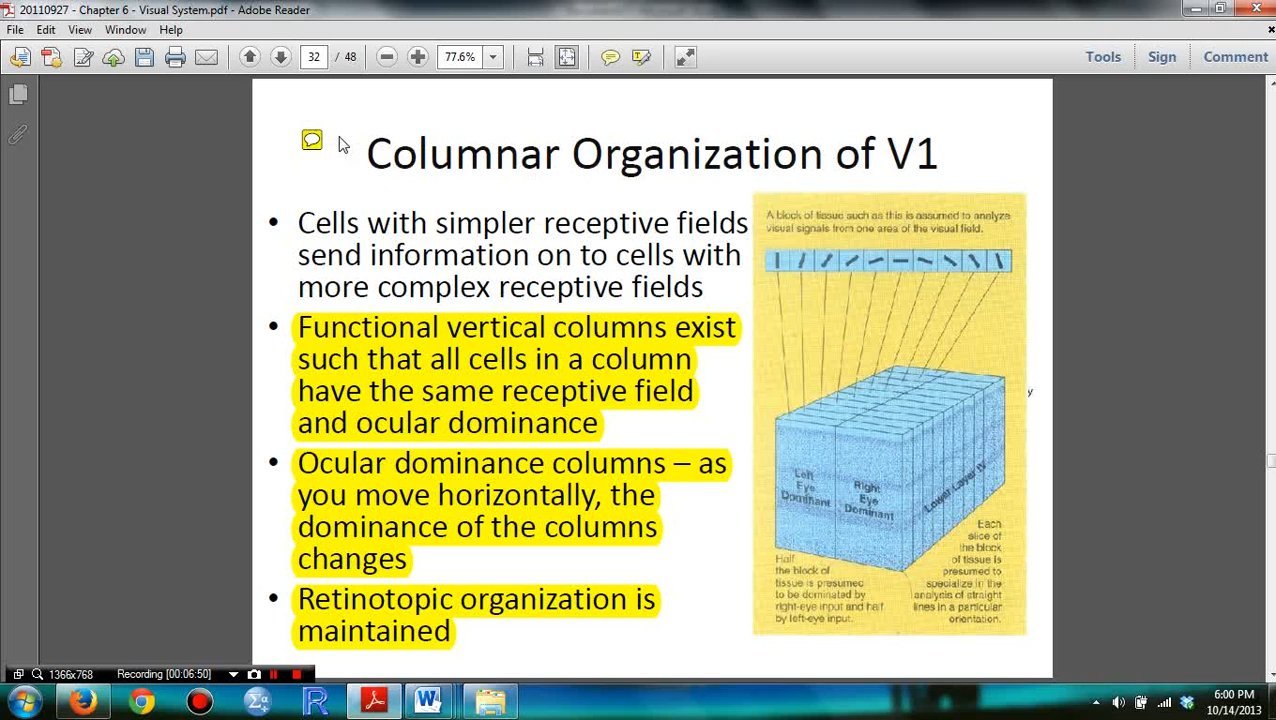 20110927 - Chapter 6 - Visual System.pdf - Adobe Reader
File Edit View Window Help
32 / 48 77.6% Tools Sign Comment
Columnar Organization of V1
• Cells with simpler receptive fields
send information on to cells with
more complex receptive fields
• Functional vertical columns exist
such that all cells in a column
have the same receptive field
and ocular dominance
• Ocular dominance columns – as
you move horizontally, the
dominance of the columns
changes
• Retinotopic organization is
maintained
A block of tissue such as this is assumed to analyze
visual signals from one area of the visual field.
y
Left
Eye
Dominant
Right
Eye
Dominant
Lower Layer IV
Half
the block of
tissue is presumed
to be dominated by
right-eye input and half
by left-eye input.
Each
slice of
the block
of tissue is
presumed to
specialize in the
analysis of straight
lines in a particular
orientation.
1366x768 Recording [00:06:50]
6:00 PM
10/14/2013